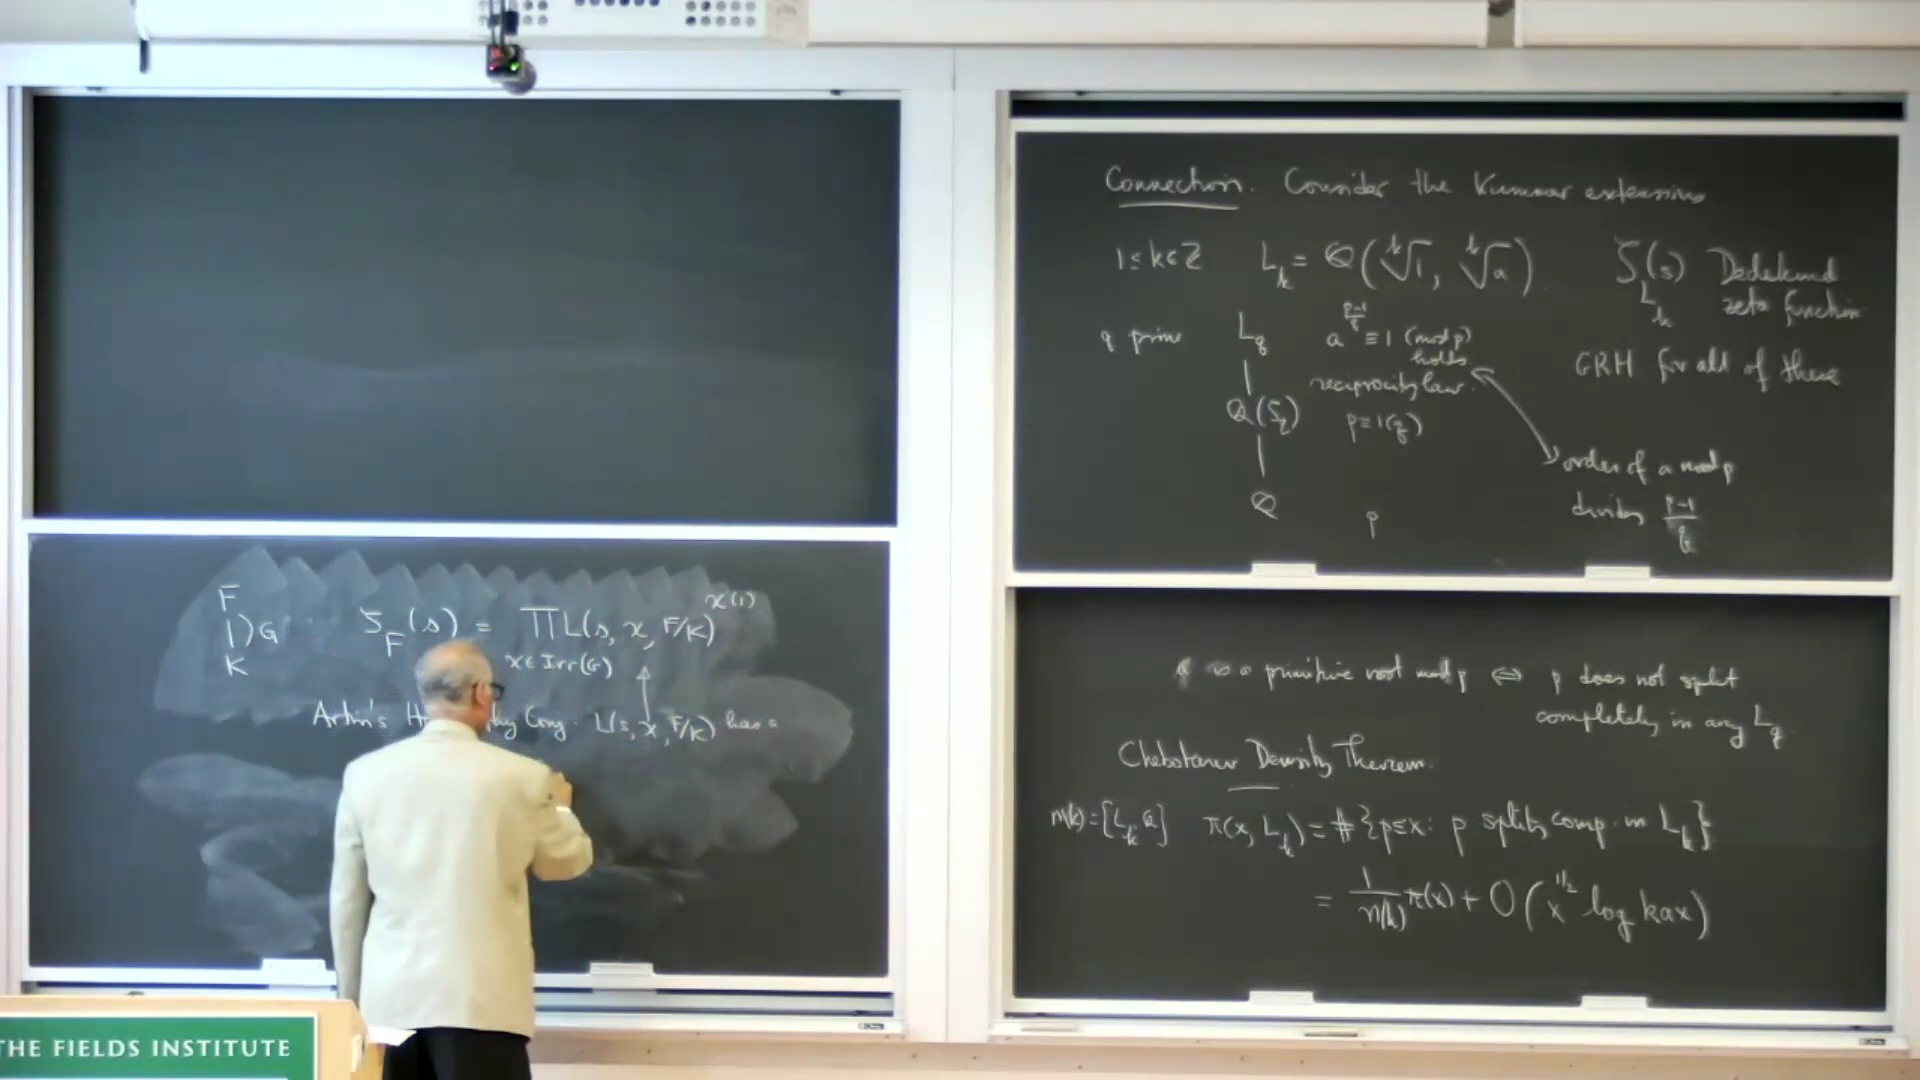 F
| ) G
K
ζ_F(s) = ∏ L(s, χ, F/K)^{χ(1)}
χ ∈ Irr(G)
Artin's Conj. L(s, χ, F/K) has a
Connection. Consider the Kummer extensions
1 ≤ k ∈ Z   L_k = Q(ᵏ√1, ᵏ√a)   ζ_{L_k}(s) Dedekind
zeta function
q prime   L_q   a^{(p-1)/q} ≡ 1 (mod p)
holds
GRH for all of these
reciprocity law.
Q(ζ_q)   p ≡ 1(q)
order of a mod p
Q   p
divides (p-1)/q
a is a primitive root mod p ⇔ p does not split
completely in any L_q.
Chebotarev Density Theorem.
n(k) = [L_k : Q]   π(x, L_k) = #{p ≤ x : p splits comp. in L_k}
= 1/n(k) π(x) + O(x^{1/2} log kax)
THE FIELDS INSTITUTE